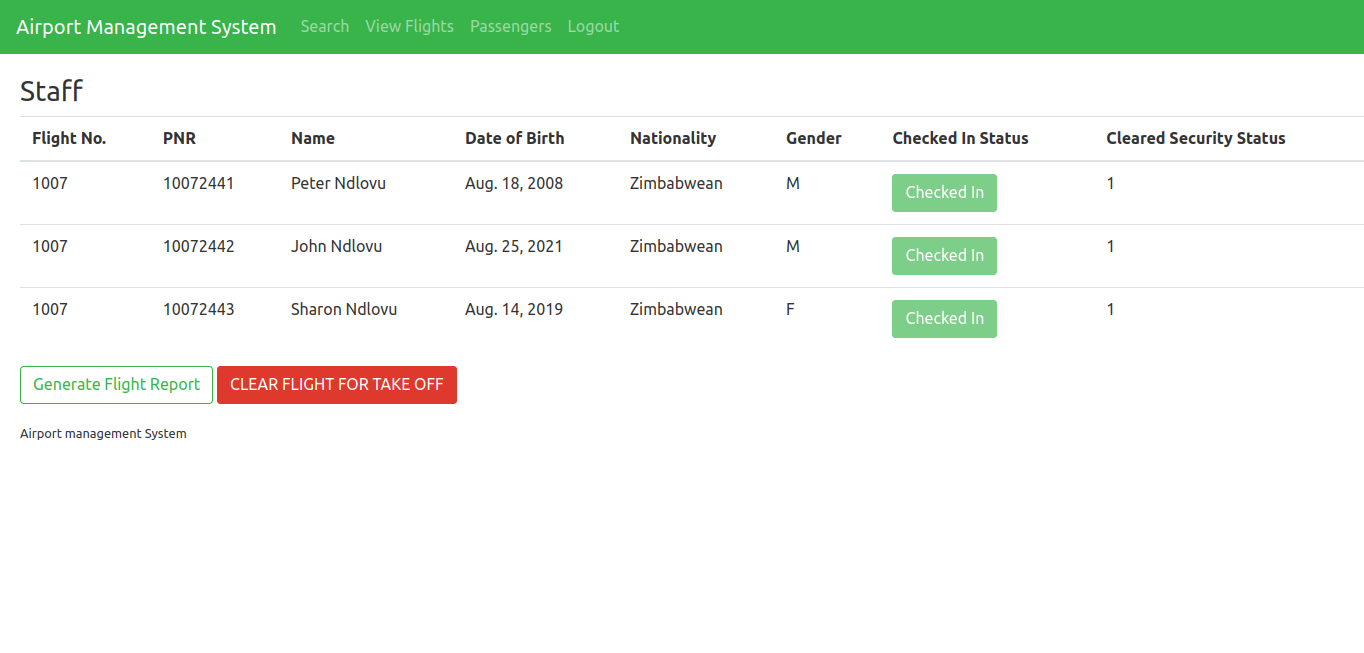 Airport Management System Search View Flights Passengers Logout
Staff
Flight No. PNR Name Date of Birth Nationality Gender Checked In Status Cleared Security Status
1007 10072441 Peter Ndlovu Aug. 18, 2008 Zimbabwean M Checked In 1
1007 10072442 John Ndlovu Aug. 25, 2021 Zimbabwean M Checked In 1
1007 10072443 Sharon Ndlovu Aug. 14, 2019 Zimbabwean F Checked In 1
Generate Flight Report CLEAR FLIGHT FOR TAKE OFF
Airport management System